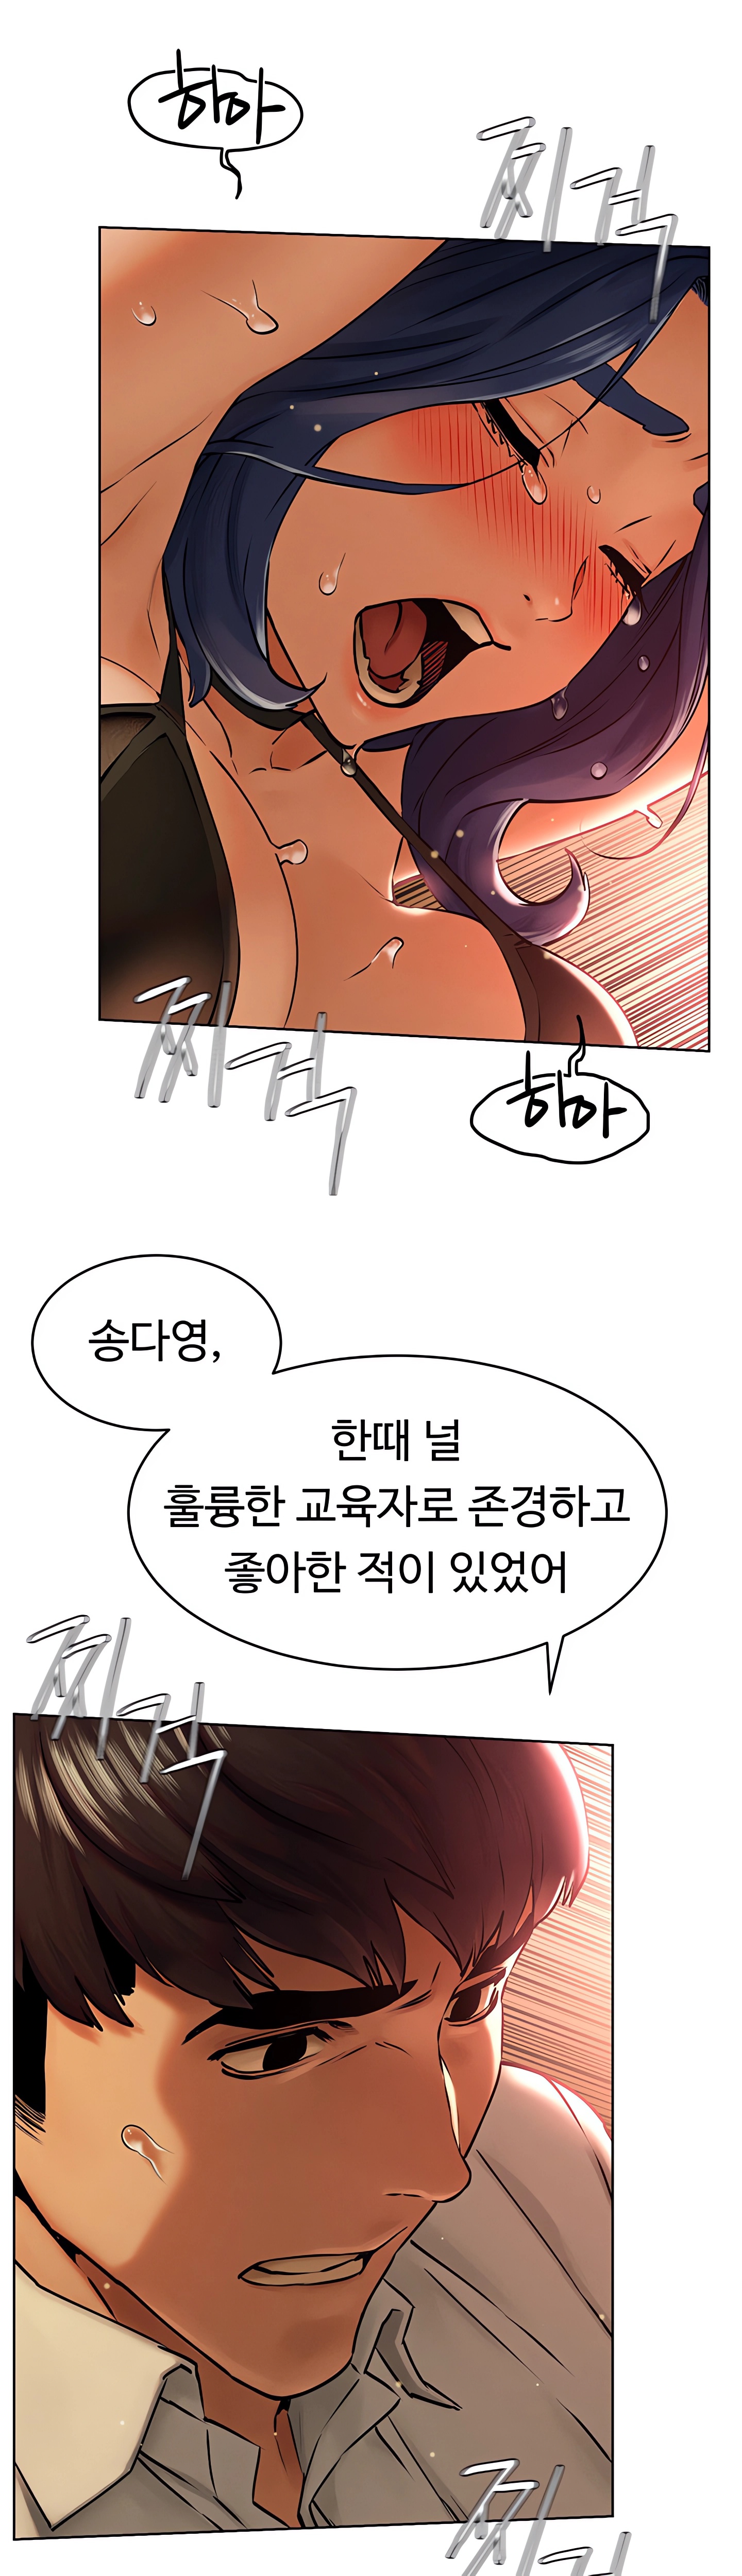 하아
찌걱
찌걱
하아
송다영,
한때 널
훌륭한 교육자로 존경하고
좋아한 적이 있었어
찌걱